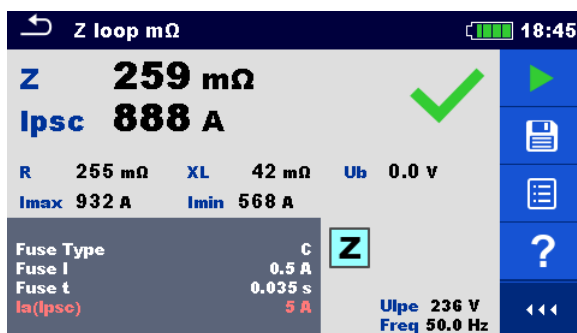 Z loop mΩ 18:45
Z 259 mΩ
Ipsc 888 A
R 255 mΩ XL 42 mΩ Ub 0.0 V
Imax 932 A Imin 568 A
Fuse Type C
Fuse I 0.5 A
Fuse t 0.035 s
Ia(Ipsc) 5 A
Z
Ulpe 236 V
Freq 50.0 Hz
?